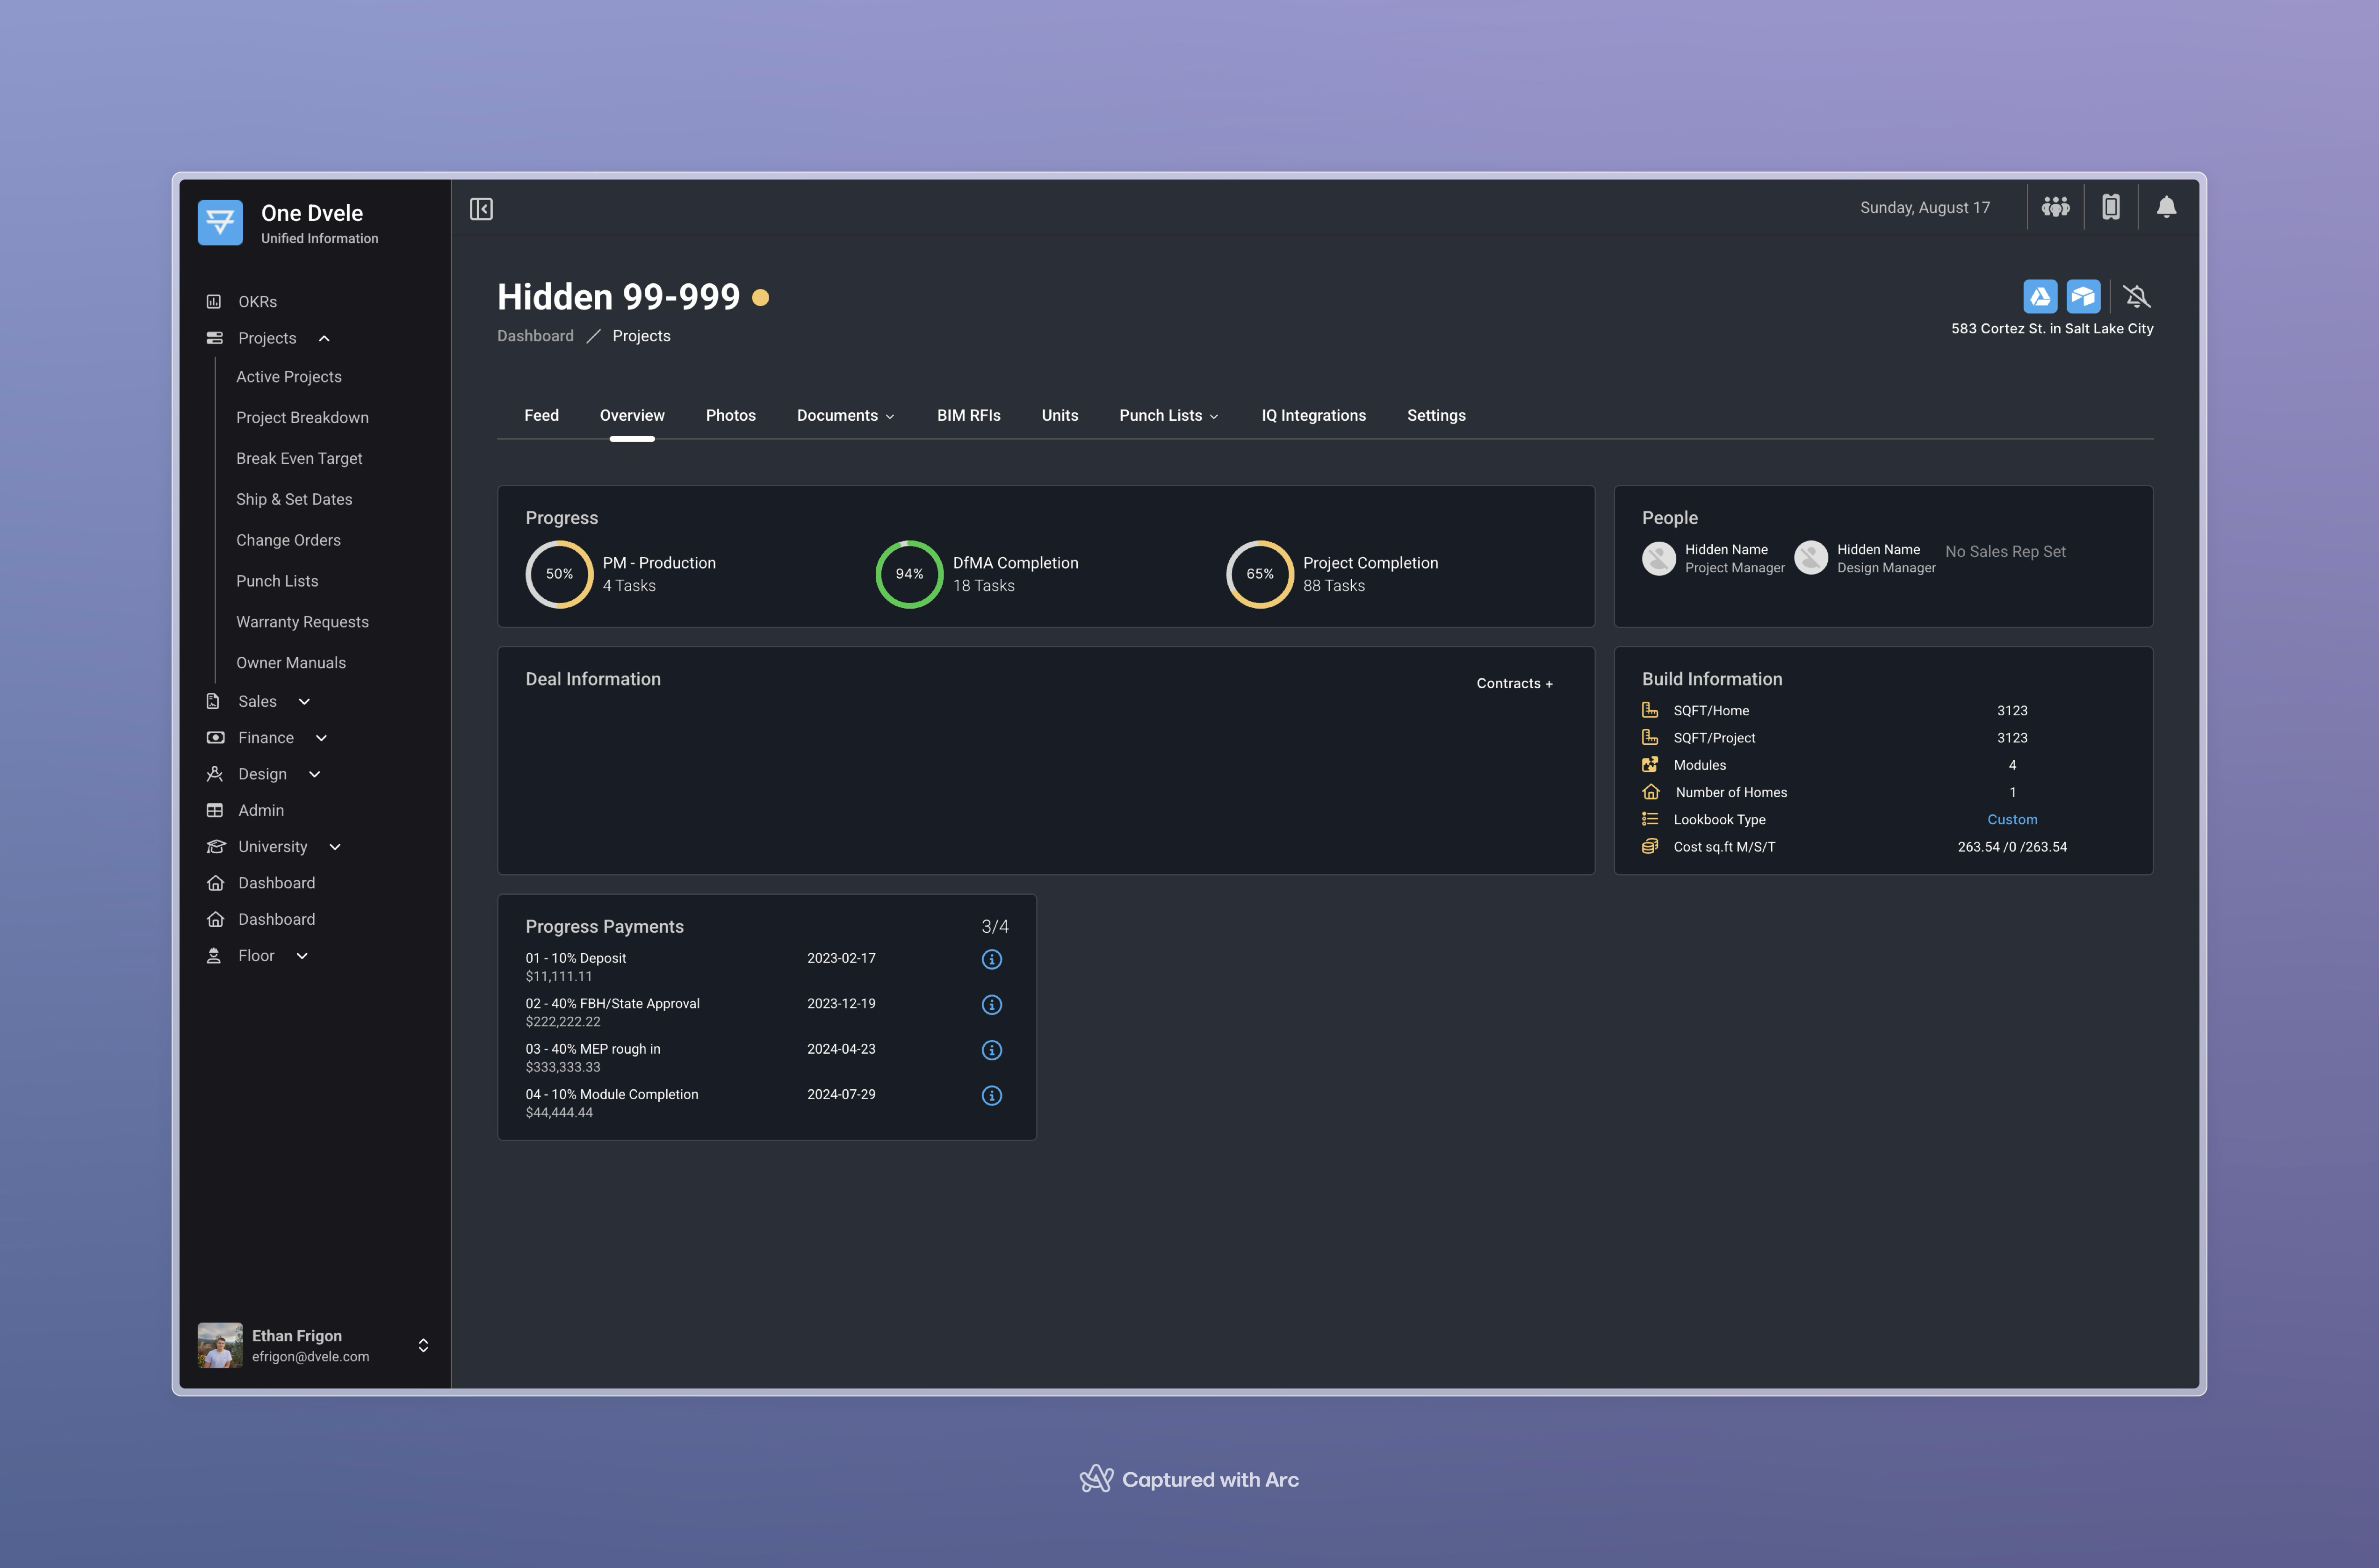 One Dvele
Unified Information
OKRs
Projects
Active Projects
Project Breakdown
Break Even Target
Ship & Set Dates
Change Orders
Punch Lists
Warranty Requests
Owner Manuals
Sales
Finance
Design
Admin
University
Dashboard
Dashboard
Floor
Ethan Frigon
efrigon@dvele.com
Sunday, August 17
Hidden 99-999
Dashboard / Projects
583 Cortez St. in Salt Lake City
Feed Overview Photos Documents BIM RFIs Units Punch Lists IQ Integrations Settings
Progress
50% PM - Production
4 Tasks
94% DfMA Completion
18 Tasks
65% Project Completion
88 Tasks
People
Hidden Name
Project Manager
Hidden Name
Design Manager
No Sales Rep Set
Deal Information
Contracts +
Build Information
SQFT/Home 3123
SQFT/Project 3123
Modules 4
Number of Homes 1
Lookbook Type Custom
Cost sq.ft M/S/T 263.54 /0 /263.54
Progress Payments 3/4
01 - 10% Deposit 2023-02-17
$11,111.11
02 - 40% FBH/State Approval 2023-12-19
$222,222.22
03 - 40% MEP rough in 2024-04-23
$333,333.33
04 - 10% Module Completion 2024-07-29
$44,444.44
Captured with Arc